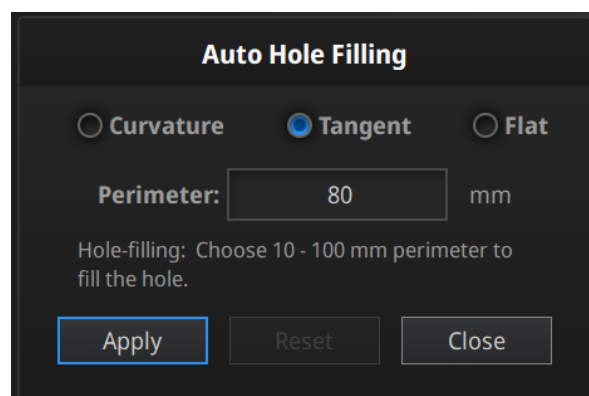 Auto Hole Filling
Curvature Tangent Flat
Perimeter: 80 mm
Hole-filling: Choose 10 - 100 mm perimeter to
fill the hole.
Apply Reset Close